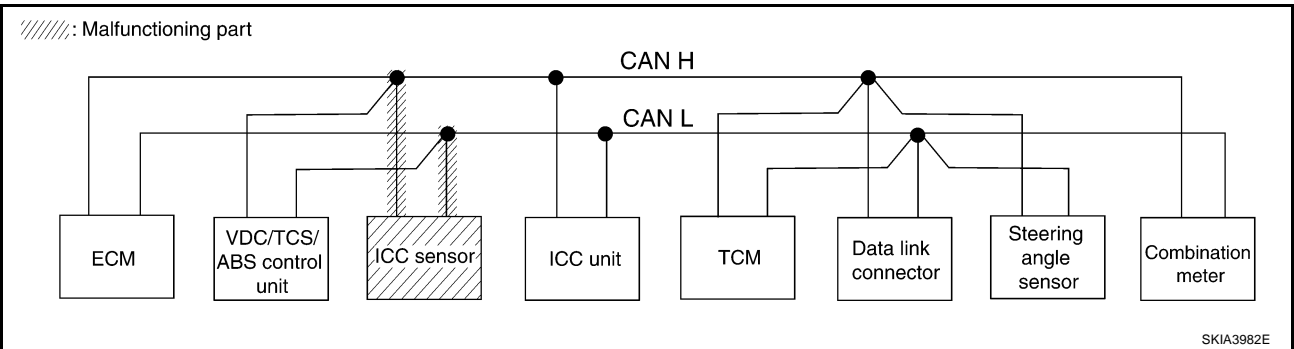 : Malfunctioning part
CAN H
CAN L
ECM
VDC/TCS/
ABS control
unit
ICC sensor
ICC unit
TCM
Data link
connector
Steering
angle
sensor
Combination
meter
SKIA3982E